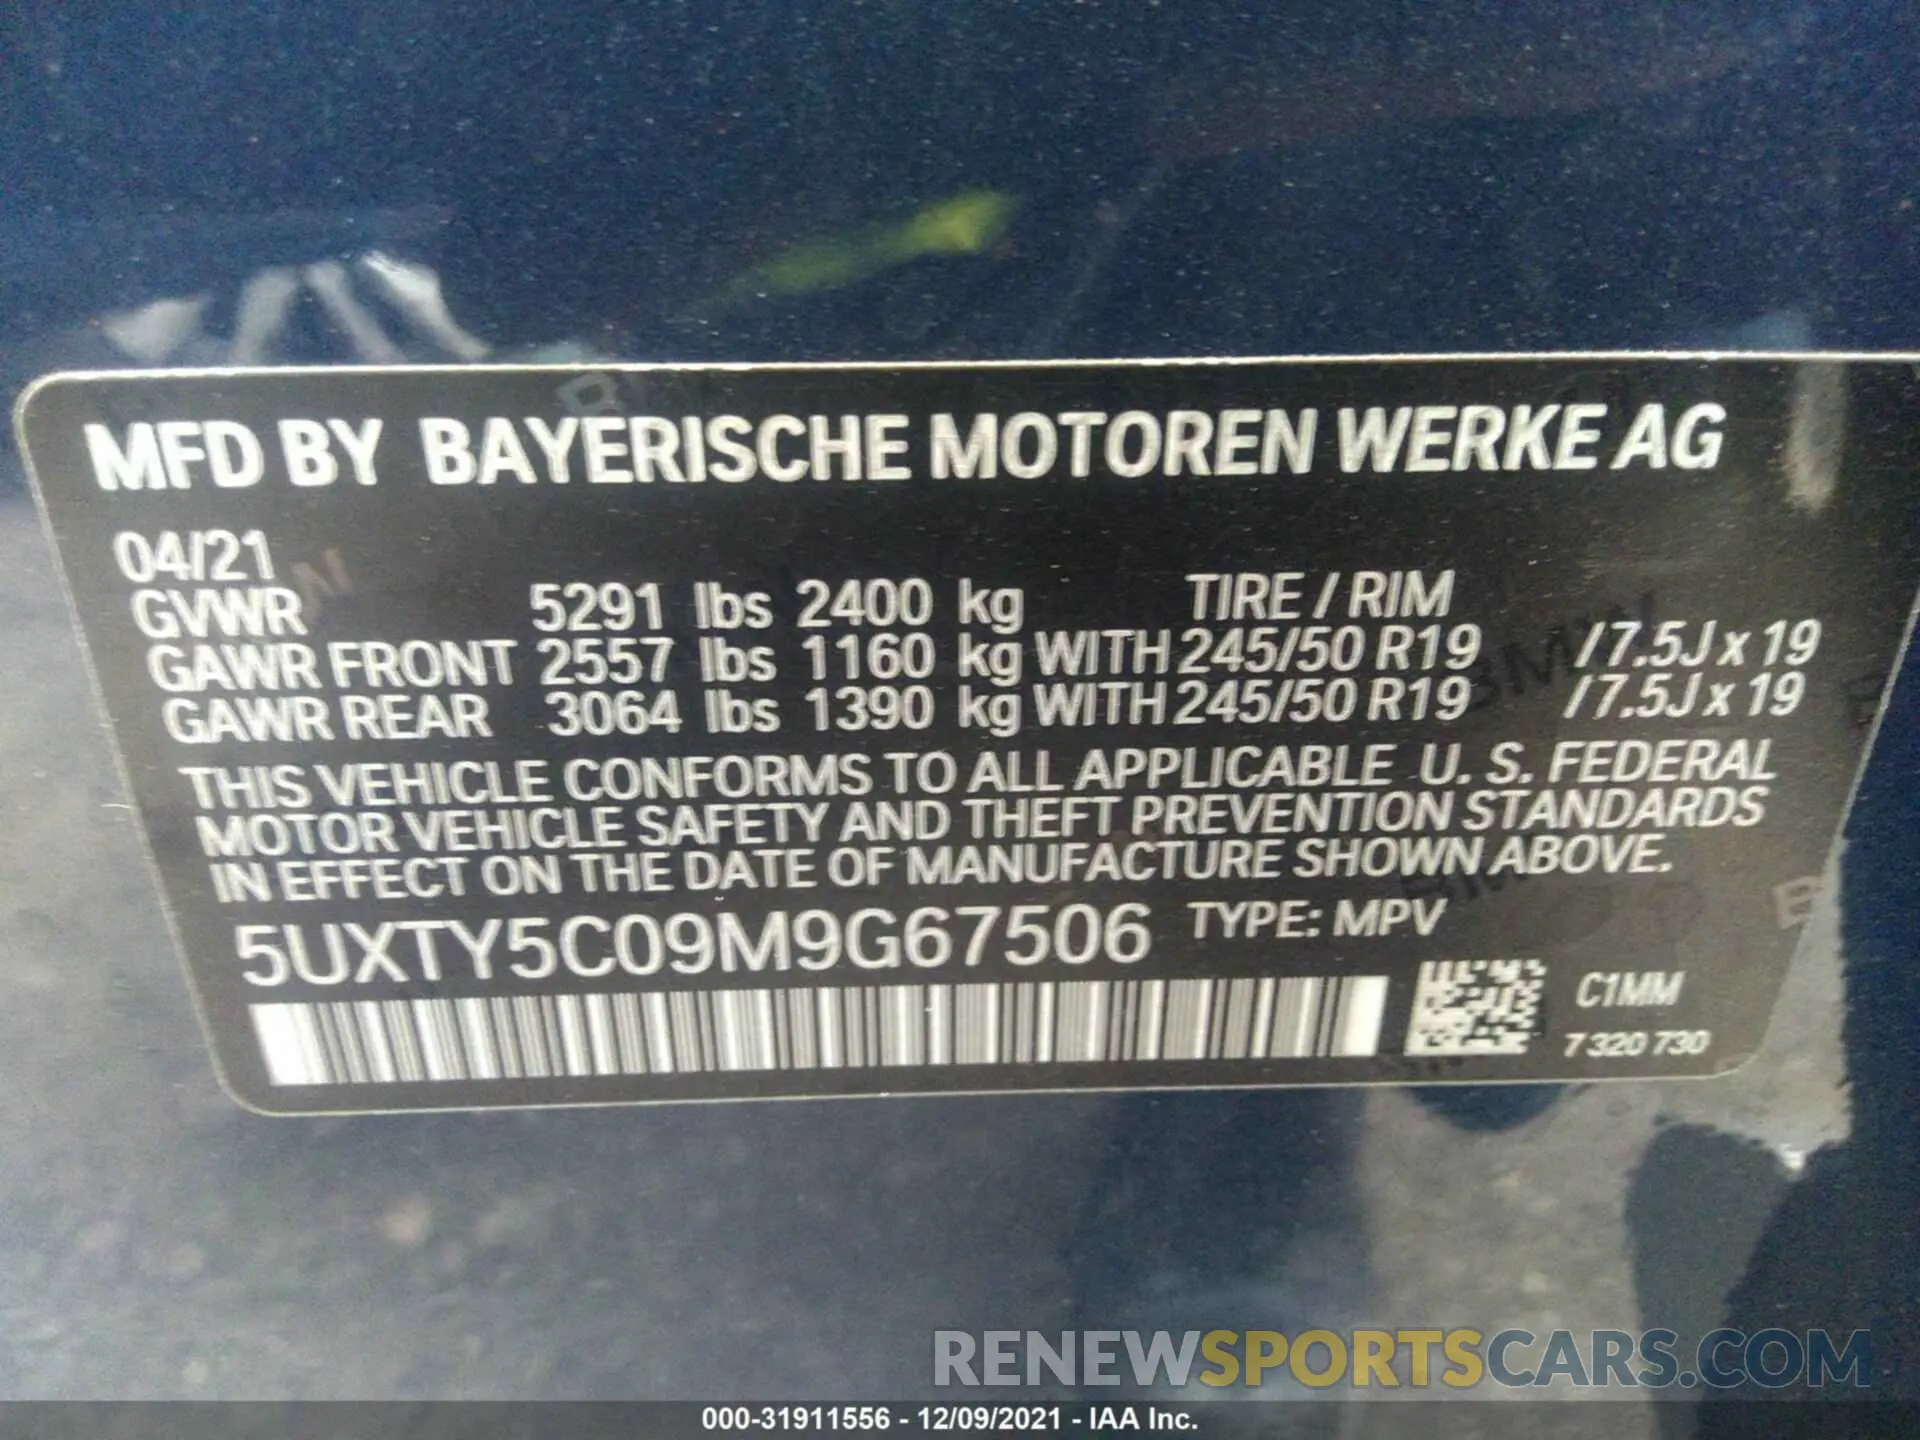 MFD BY BAYERISCHE MOTOREN WERKE AG
04/21
GVWR 5291 lbs 2400 kg TIRE / RIM
GAWR FRONT 2557 lbs 1160 kg WITH 245/50 R19 /7.5J x 19
GAWR REAR 3064 lbs 1390 kg WITH 245/50 R19 /7.5J x 19
THIS VEHICLE CONFORMS TO ALL APPLICABLE U. S. FEDERAL
MOTOR VEHICLE SAFETY AND THEFT PREVENTION STANDARDS
IN EFFECT ON THE DATE OF MANUFACTURE SHOWN ABOVE.
5UXTY5C09M9G67506 TYPE: MPV
C1MM
7 320 730
RENEWSPORTSCARS.COM
000-31911556 - 12/09/2021 - IAA Inc.